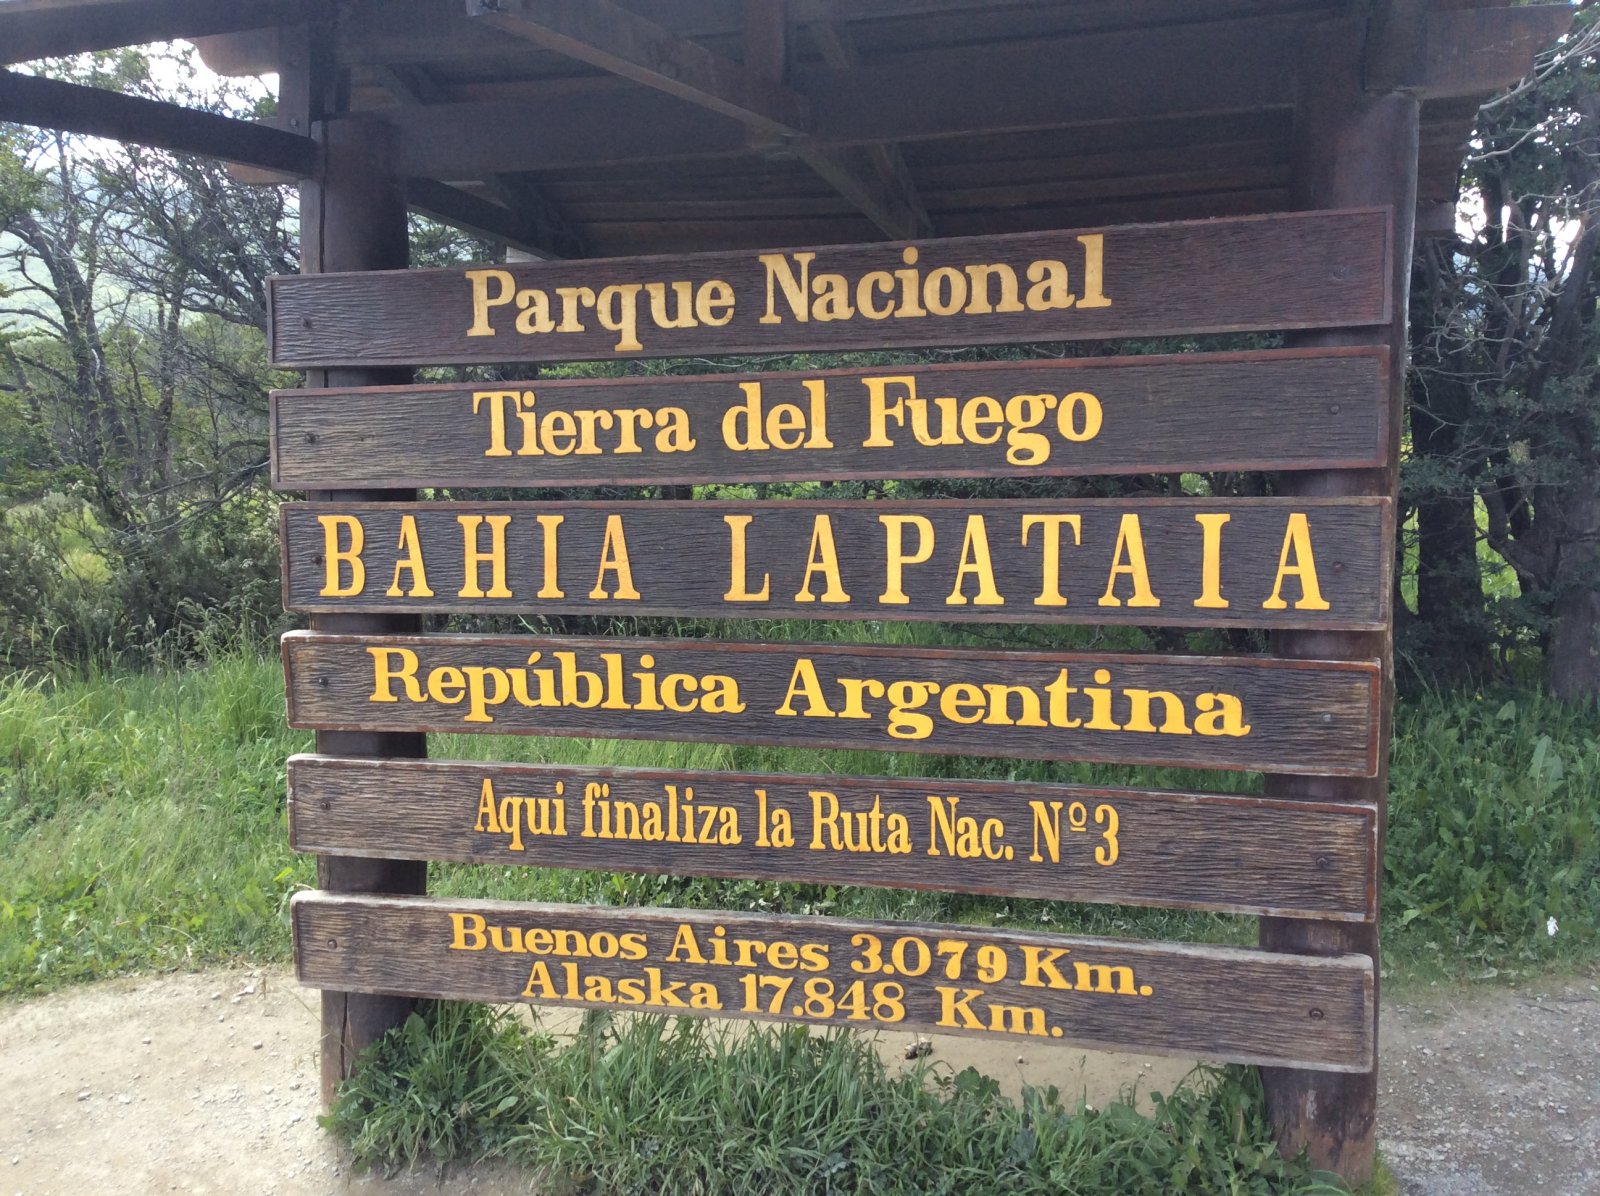 Parque Nacional
Tierra del Fuego
BAHIA LAPATAIA
República Argentina
Aqui finaliza la Ruta Nac. Nº3
Buenos Aires 3.079 Km.
Alaska 17.848 Km.